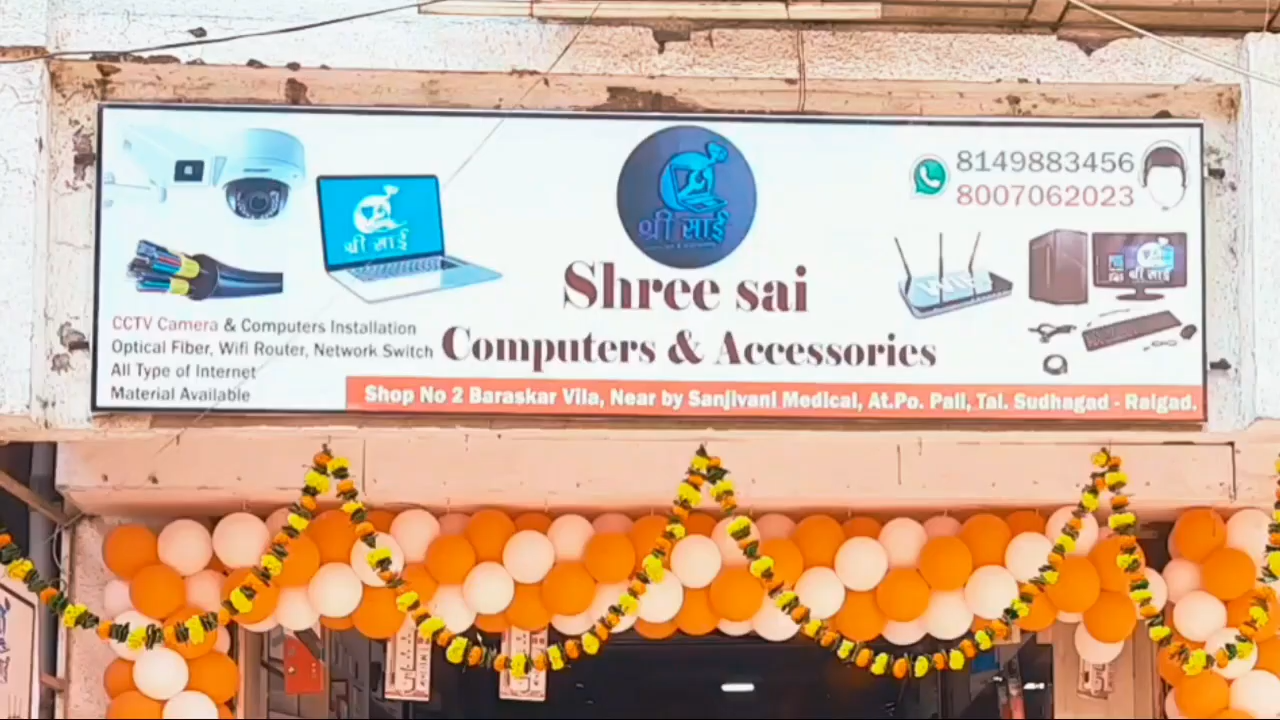 8149883456
8007062023
श्री साई
श्री साई
Shree sai
Computers & Accessories
WIFI
श्री साई
CCTV Camera & Computers Installation
Optical Fiber, Wifi Router, Network Switch
All Type of Internet
Material Available
Shop No 2 Baraskar Vila, Near by Sanjivani Medical, At.Po. Pali, Tal. Sudhagad - Raigad.